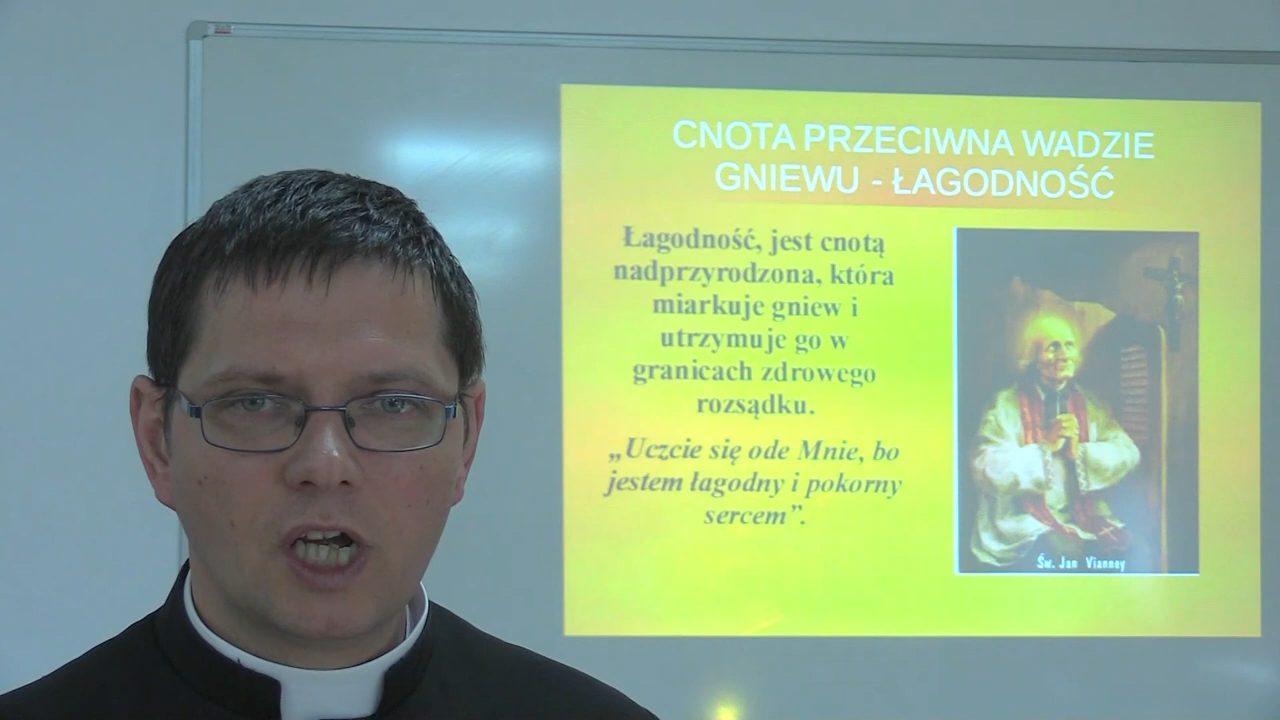 CNOTA PRZECIWNA WADZIE
GNIEWU - ŁAGODNOŚĆ
Łagodność, jest cnotą
nadprzyrodzona, która
miarkuje gniew i
utrzymuje go w
granicach zdrowego
rozsądku.
„Uczcie się ode Mnie, bo
jestem łagodny i pokorny
sercem”.
Św. Jan Vianney